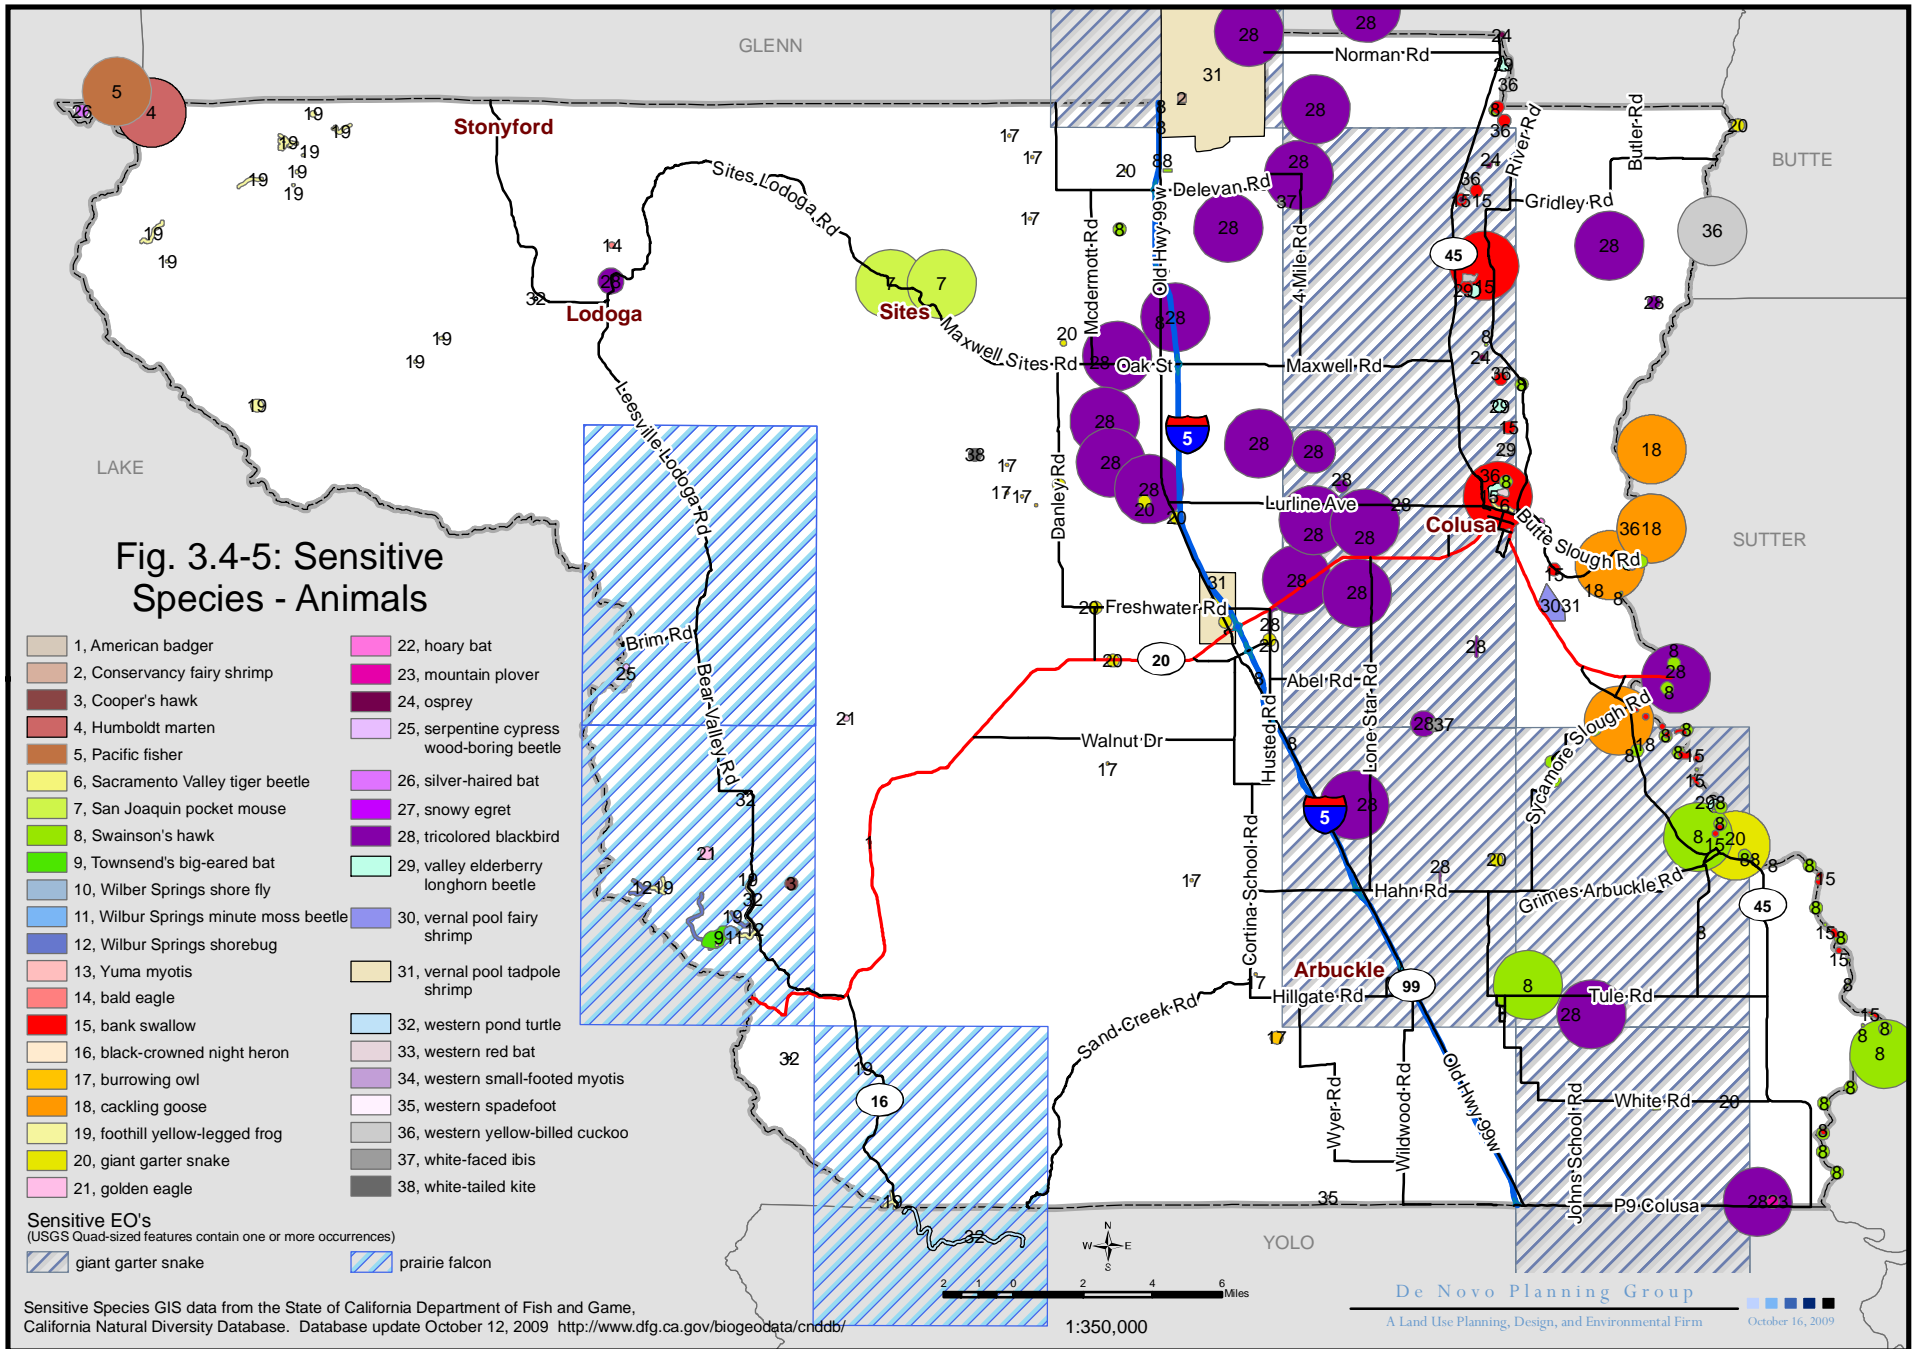 GLENN
LAKE
BUTTE
SUTTER
YOLO
Stonyford
Lodoga
Sites
Colusa
Arbuckle
Norman Rd
River Rd
Butler Rd
Gridley Rd
Delevan Rd
Sites Lodoga Rd
Mcdermott Rd
Old Hwy 99w
4 Mile Rd
Maxwell Sites Rd
Oak St
Maxwell Rd
Leesville Lodoga Rd
Danley Rd
Lurline Ave
Butte Slough Rd
Freshwater Rd
Brim Rd
Bear Valley Rd
Abel Rd
Husted Rd
Lone Star Rd
Walnut Dr
Sycamore Slough Rd
Cortina School Rd
Hahn Rd
Grimes Arbuckle Rd
Hillgate Rd
Tule Rd
Sand Creek Rd
Wyer Rd
Wildwood Rd
Old Hwy 99w
Johns School Rd
White Rd
P9 Colusa
5
45
20
5
45
99
16
Fig. 3.4-5: Sensitive
Species - Animals
1, American badger
2, Conservancy fairy shrimp
3, Cooper's hawk
4, Humboldt marten
5, Pacific fisher
6, Sacramento Valley tiger beetle
7, San Joaquin pocket mouse
8, Swainson's hawk
9, Townsend's big-eared bat
10, Wilber Springs shore fly
11, Wilbur Springs minute moss beetle
12, Wilbur Springs shorebug
13, Yuma myotis
14, bald eagle
15, bank swallow
16, black-crowned night heron
17, burrowing owl
18, cackling goose
19, foothill yellow-legged frog
20, giant garter snake
21, golden eagle
22, hoary bat
23, mountain plover
24, osprey
25, serpentine cypress
wood-boring beetle
26, silver-haired bat
27, snowy egret
28, tricolored blackbird
29, valley elderberry
longhorn beetle
30, vernal pool fairy
shrimp
31, vernal pool tadpole
shrimp
32, western pond turtle
33, western red bat
34, western small-footed myotis
35, western spadefoot
36, western yellow-billed cuckoo
37, white-faced ibis
38, white-tailed kite
Sensitive EO's
(USGS Quad-sized features contain one or more occurrences)
giant garter snake
prairie falcon
Sensitive Species GIS data from the State of California Department of Fish and Game,
California Natural Diversity Database. Database update October 12, 2009 http://www.dfg.ca.gov/biogeodata/cnddb/
N
W E
S
2 1 0 2 4 6
Miles
1:350,000
De Novo Planning Group
A Land Use Planning, Design, and Environmental Firm
October 16, 2009